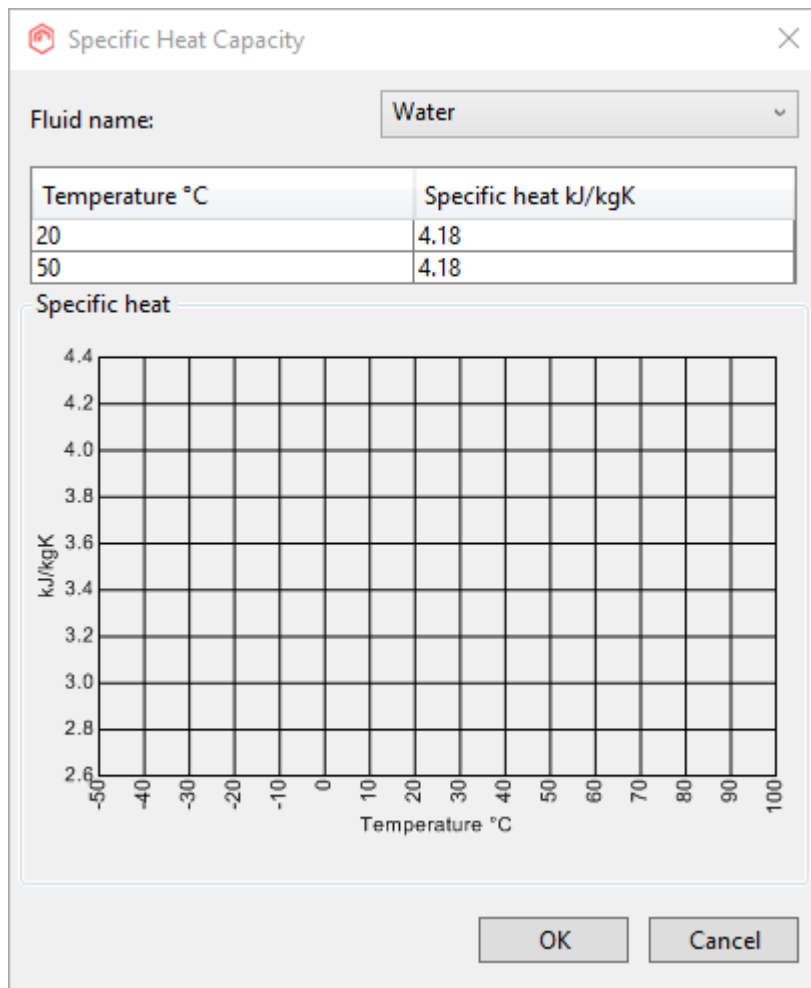 Specific Heat Capacity
Fluid name:
Water
Temperature °C Specific heat kJ/kgK
20 4.18
50 4.18
Specific heat
4.4
4.2
4.0
3.8
3.6
3.4
3.2
3.0
2.8
2.6
kJ/kgK
-50 -40 -30 -20 -10 0 10 20 30 40 50 60 70 80 90 100
Temperature °C
OK Cancel